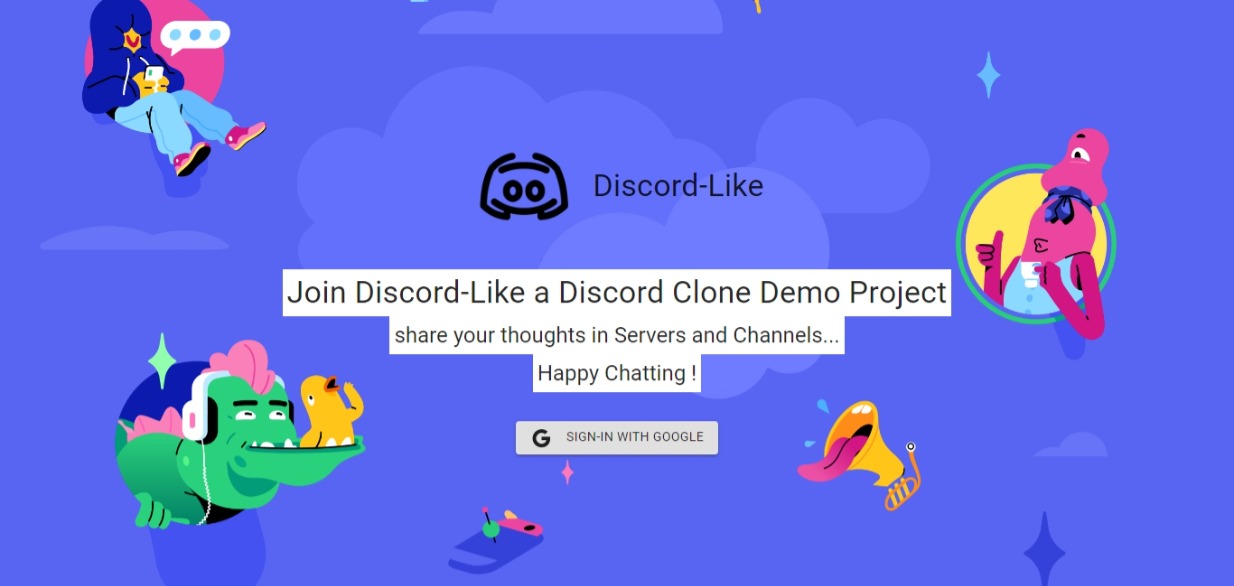 Discord-Like
Join Discord-Like a Discord Clone Demo Project
share your thoughts in Servers and Channels...
Happy Chatting !
G SIGN-IN WITH GOOGLE